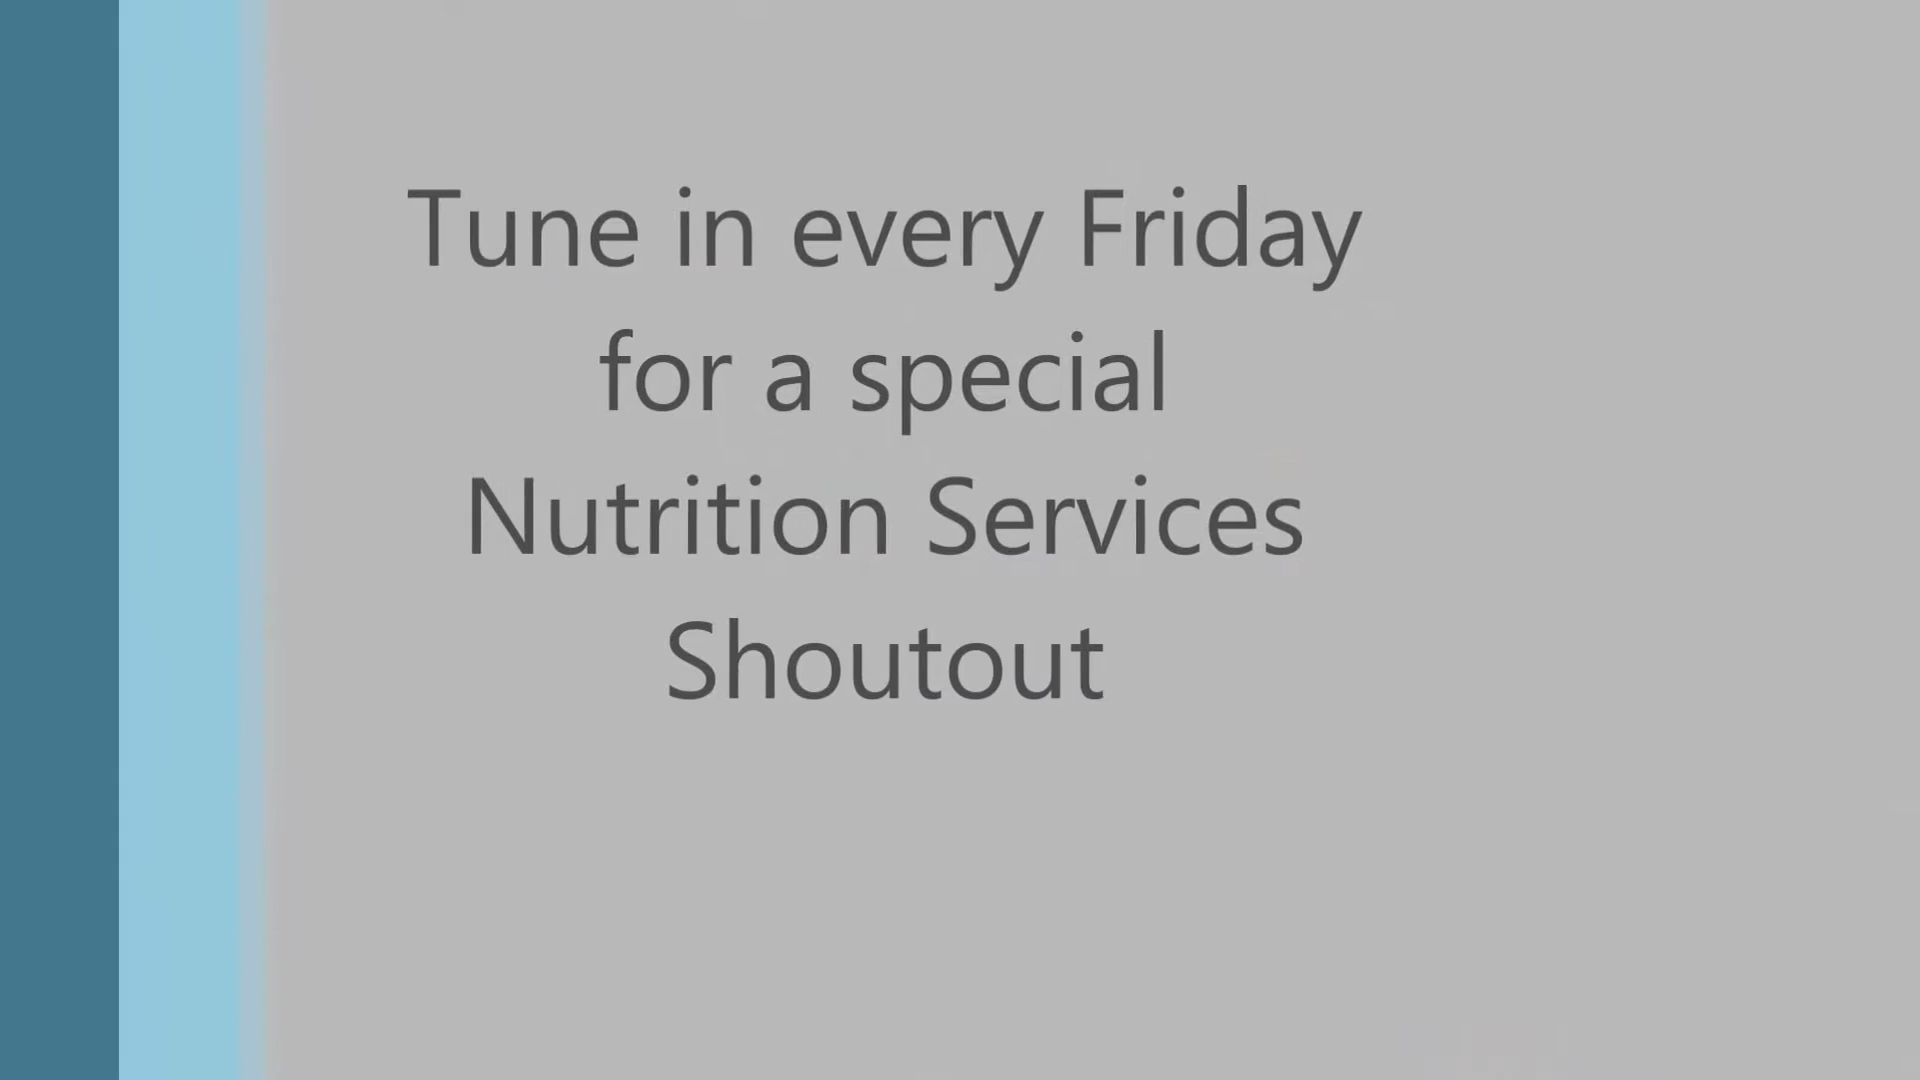 Tune in every Friday
for a special
Nutrition Services
Shoutout